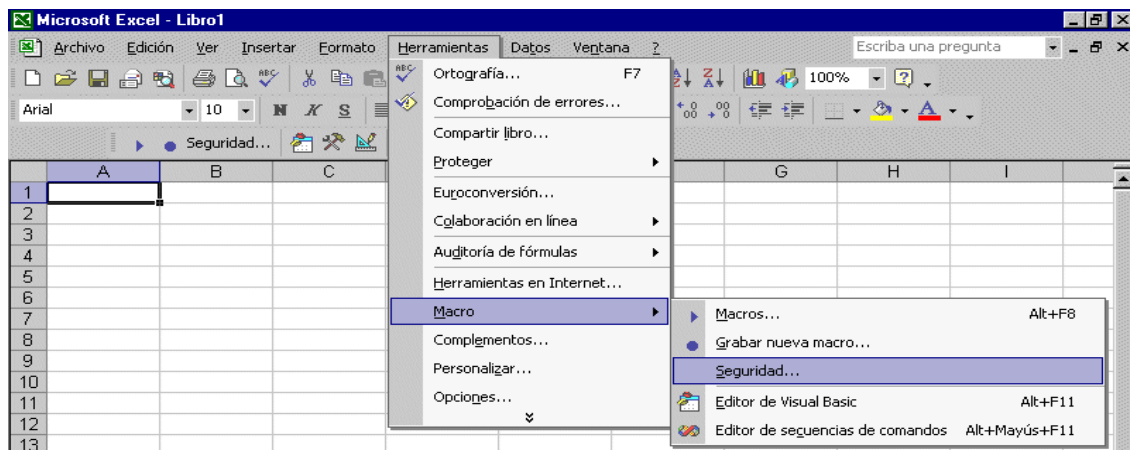 Microsoft Excel - Libro1
Archivo Edición Ver Insertar Formato Herramientas Datos Ventana ? Escriba una pregunta
ABC 100%
Arial 10 N K S
Seguridad...
ABC Ortografía... F7
Comprobación de errores...
Compartir libro...
Proteger
Euroconversión...
Colaboración en línea
Auditoría de fórmulas
Herramientas en Internet...
Macro
Complementos...
Personalizar...
Opciones...
Macros... Alt+F8
Grabar nueva macro...
Seguridad...
Editor de Visual Basic Alt+F11
Editor de secuencias de comandos Alt+Mayús+F11
A B C G H I
1
2
3
4
5
6
7
8
9
10
11
12
13